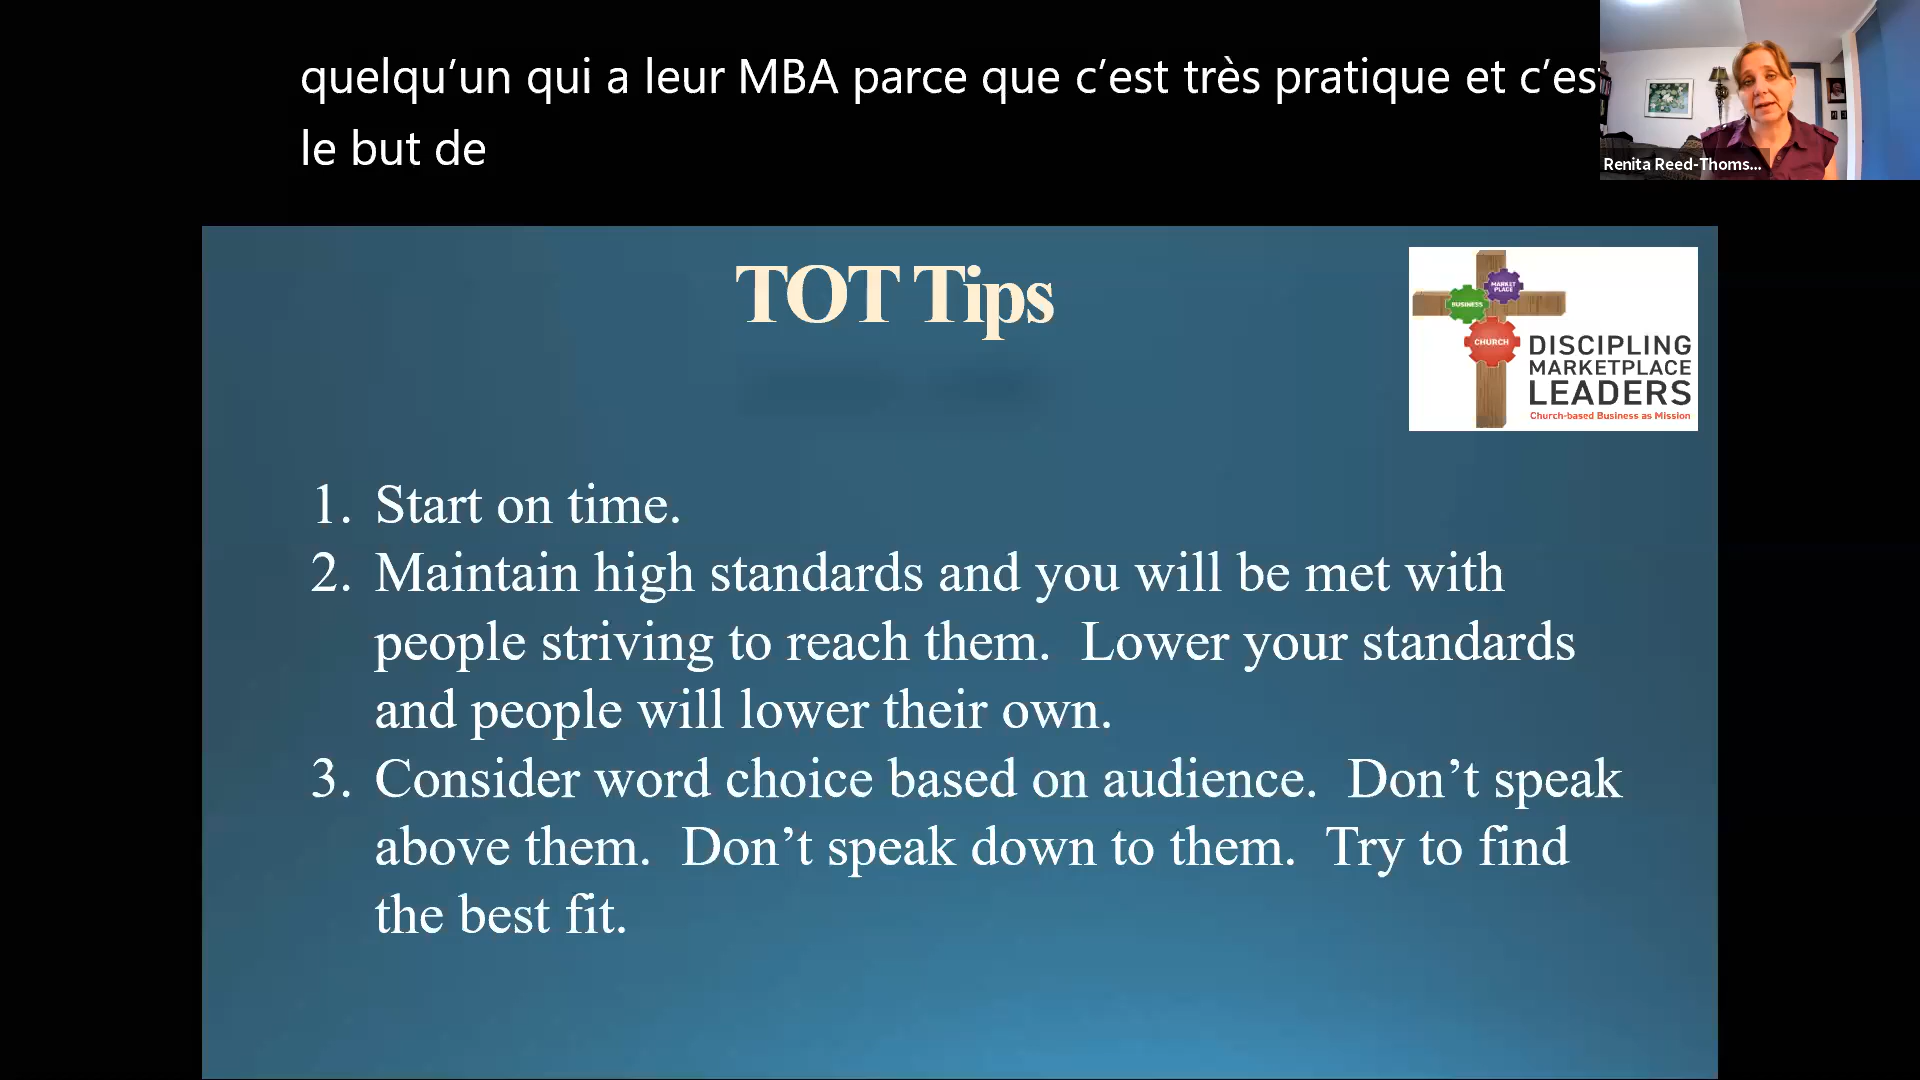 quelqu’un qui a leur MBA parce que c’est très pratique et c’es
le but de
Renita Reed-Thoms...
TOT Tips
MARKET
PLACE
BUSINESS
CHURCH
DISCIPLING
MARKETPLACE
LEADERS
Church-based Business as Mission
1. Start on time.
2. Maintain high standards and you will be met with
people striving to reach them. Lower your standards
and people will lower their own.
3. Consider word choice based on audience. Don’t speak
above them. Don’t speak down to them. Try to find
the best fit.